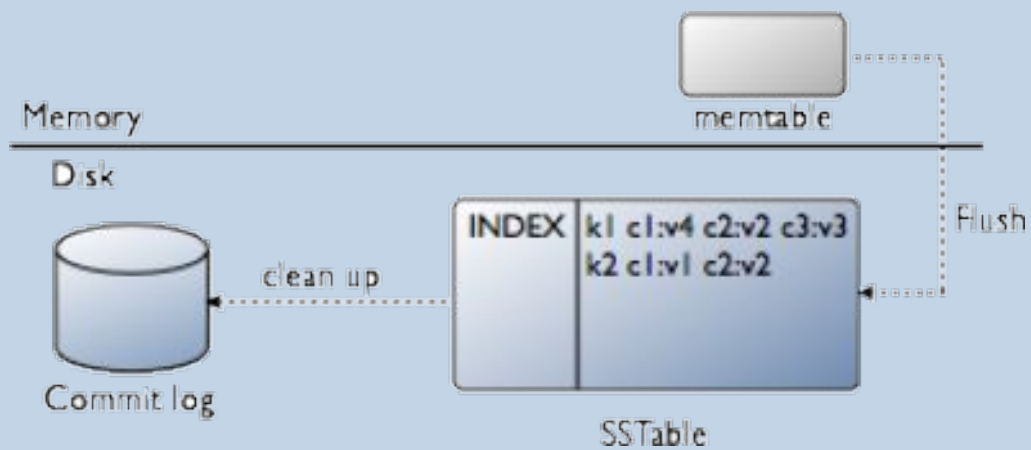 memtable
Memory
Disk
Flush
INDEX k1 c1:v4 c2:v2 c3:v3
k2 c1:v1 c2:v2
clean up
Commit log
SSTable